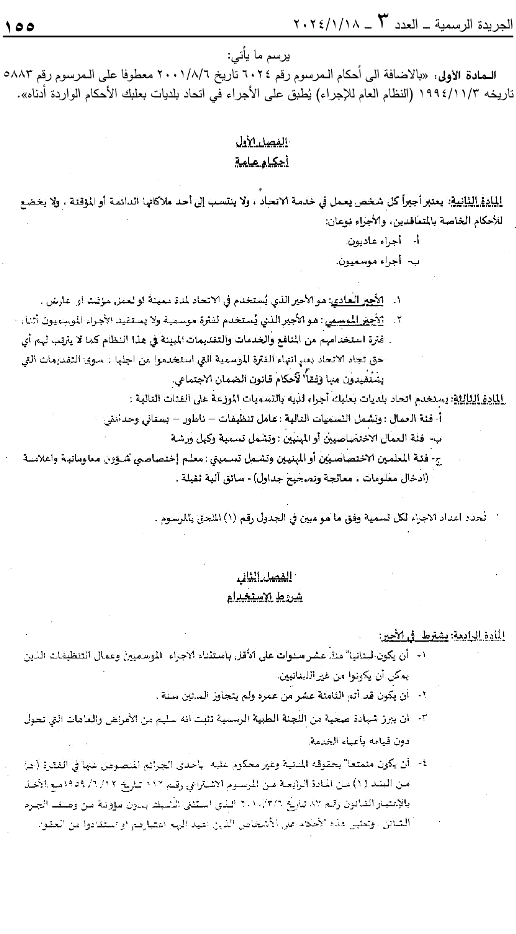 الجريدة الرسمية ــ العدد ٣ ــ ٢٠٢٤/١/١٨
١٥٥
يرسم ما يأتي:
المادة الأولى: «بالاضافة الى أحكام المرسوم رقم ٦٠٢٤ تاريخ ٢٠٠١/٨/٦ معطوفا على المرسوم رقم ٥٨٨٣
تاريخه ١٩٩٤/١١/٣ (النظام العام للإجراء) يُطبق على الأجراء في اتحاد بلديات بعلبك الأحكام الواردة أدناه».
الفصل الأول
أحكام عامة
المادة الثانية: يعتبر أجيراً كل شخص يعمل في خدمة الاتحاد ، ولا ينتسب إلى أحد ملاكاتها الدائمة أو المؤقتة ، ولا يخضع
للأحكام الخاصة بالمتعاقدين، والأجراء نوعان:
أ- أجراء عاديون.
ب- أجراء موسميون.
١. الأجير العادي: هو الأجير الذي يُستخدم في الاتحاد لمدة معينة أو لعمل مؤقت أو عارض .
٢. الأجير الموسمي: هو الأجير الذي يُستخدم لفترة موسمية ولا يستفيد الأجراء الموسميون أثناء
فترة استخدامهم من المنافع والخدمات والتقديمات المبينة في هذا النظام كما لا يترتب لهم أي
حق تجاه الاتحاد بعد انتهاء الفترة الموسمية التي استخدموا من اجلها ، سوى التقديمات التي
يستفيدون منها وفقاً لأحكام قانون الضمان الاجتماعي.
المادة الثالثة: يستخدم اتحاد بلديات بعلبك أجراء لديه بالتسميات الموزعة على الفئات التالية :
أ- فئة العمال : وتشمل التسميات التالية : عامل تنظيفات – ناطور – بستاني وحدائقي
ب- فئة العمال الاختصاصيين أو المهنيين : وتشمل تسمية وكيل ورشة
ج- فئة المعلمين الاختصاصيين أو المهنيين وتشمل تسميتي : معلم إختصاصي لشؤون معلوماتية
(ادخال معلومات ، معالجة وتصحيح جداول) - سائق آلية ثقيلة .
تحدد اعداد الاجراء لكل تسمية وفق ما هو مبين في الجدول رقم (١) الملحق بالمرسوم .
الفصل الثاني
شروط الاستخدام
المادة الرابعة: يشترط في الأجير:
١- أن يكون لبنانيا" منذ عشر سنوات على الأقل باستثناء الاجراء الموسميين وعمال التنظيفات الذين
يمكن أن يكونوا من غير اللبنانيين.
٢- أن يكون قد أتم الثامنة عشر من عمره ولم يتجاوز الستين سنة .
٣- أن يبرز شهادة صحية من اللجنة الطبية الرسمية تثبت انه سليم من الأمراض والعاهات التي تحول
دون قيامه بأعباء الخدمة.
٤- أن يكون متمتعا" بحقوقه المدنية وغير محكوم عليه بإحدى الجرائم المنصوص عنها في الفقرة (هـ)
من البند (١) من المادة الرابعة من المرسوم الاشتراعي رقم ١١٢ تاريخ ١٩٥٩/٦/١٢ مع الأخذ
بالإعتبار القانون رقم ٨٧ تاريخ ٢٠١٠/٣/٦ الذي استثنى الشيك بدون مؤونة من وصف الجرم
الشائن وتطبق هذه الأحكام على الأشخاص الذين اعيد اليهم اعتبارهم أو استفادوا من العفو.